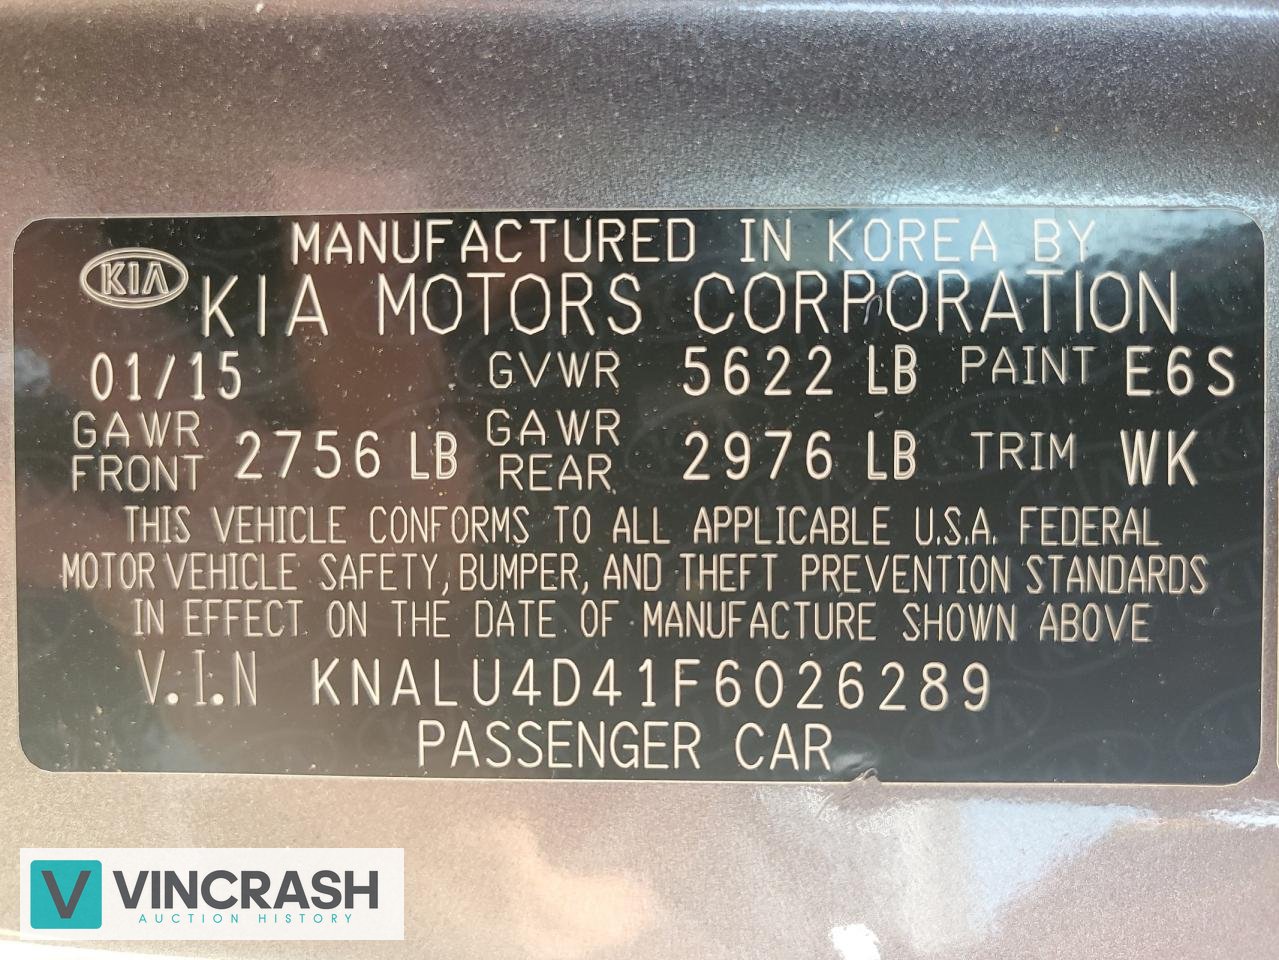 MANUFACTURED IN KOREA BY
KIA
KIA MOTORS CORPORATION
01/15 GVWR 5622 LB PAINT E6S
GAWR FRONT 2756 LB GAWR REAR 2976 LB TRIM WK
THIS VEHICLE CONFORMS TO ALL APPLICABLE U.S.A. FEDERAL
MOTOR VEHICLE SAFETY, BUMPER, AND THEFT PREVENTION STANDARDS
IN EFFECT ON THE DATE OF MANUFACTURE SHOWN ABOVE
V.I.N KNALU4D41F6026289
PASSENGER CAR
V VINCRASH
AUCTION HISTORY